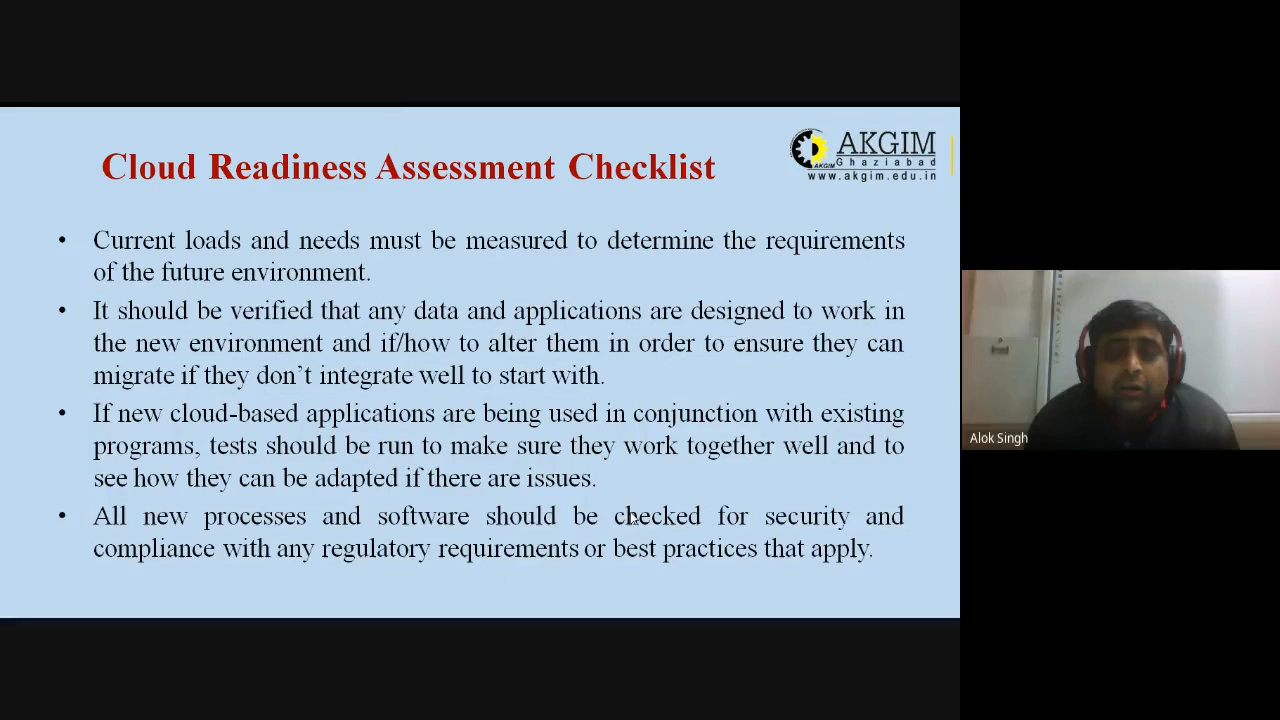 Cloud Readiness Assessment Checklist
AKGIM
Ghaziabad
AKGIM
www.akgim.edu.in
• Current loads and needs must be measured to determine the requirements
of the future environment.
• It should be verified that any data and applications are designed to work in
the new environment and if/how to alter them in order to ensure they can
migrate if they don’t integrate well to start with.
• If new cloud-based applications are being used in conjunction with existing
programs, tests should be run to make sure they work together well and to
see how they can be adapted if there are issues.
• All new processes and software should be checked for security and
compliance with any regulatory requirements or best practices that apply.
Alok Singh